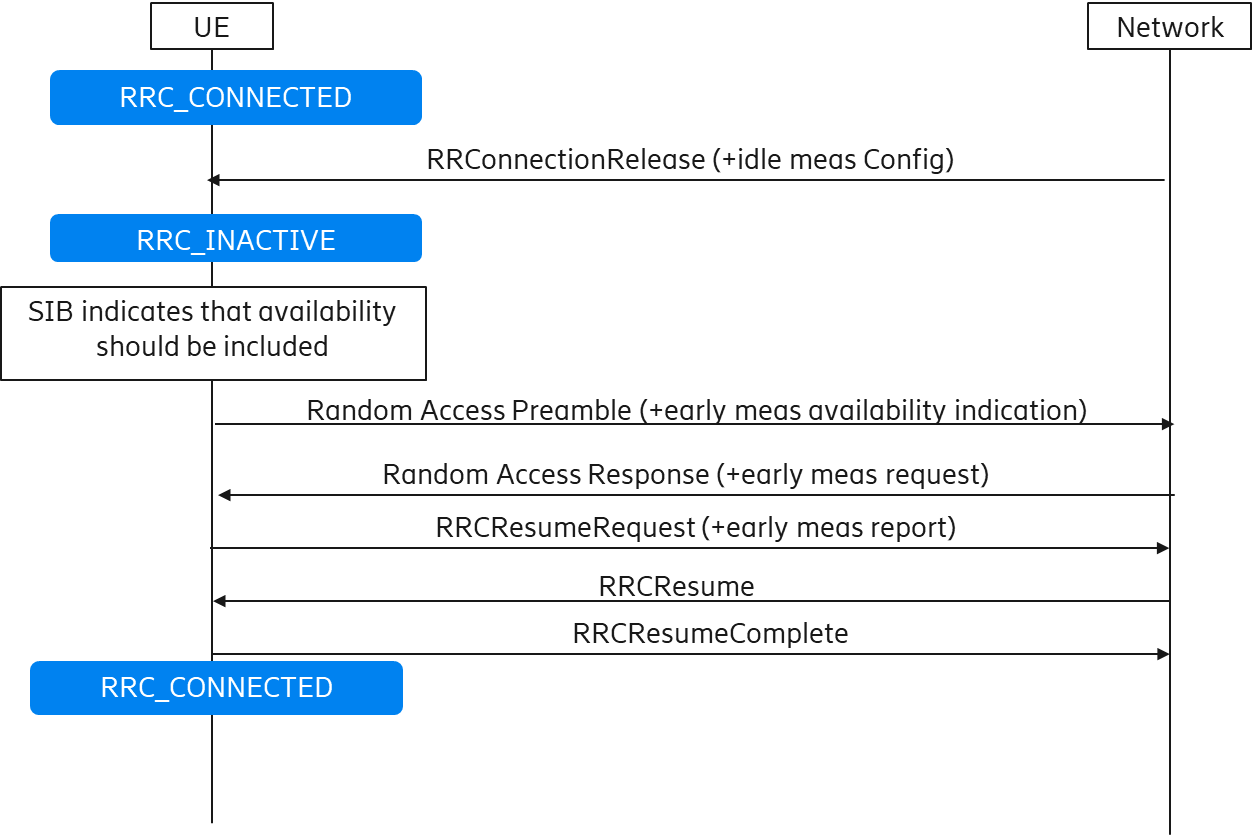 UE
Network
RRC_CONNECTED
RRConnectionRelease (+idle meas Config)
RRC_INACTIVE
SIB indicates that availability
should be included
Random Access Preamble (+early meas availability indication)
Random Access Response (+early meas request)
RRCResumeRequest (+early meas report)
RRCResume
RRCResumeComplete
RRC_CONNECTED